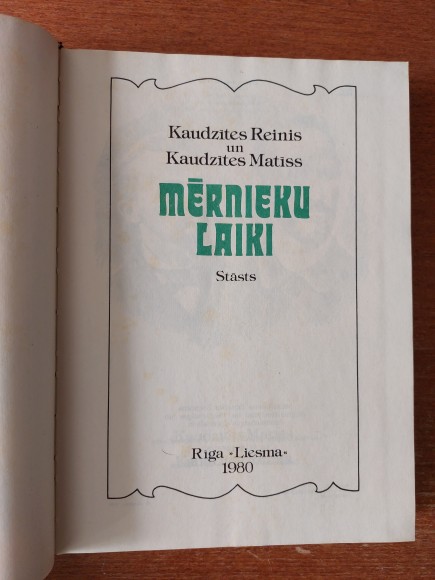 Kaudzītes Reinis
un
Kaudzītes Matīss
MĒRNIEKU
LAIKI
Stāsts
Rīga «Liesma»
1980